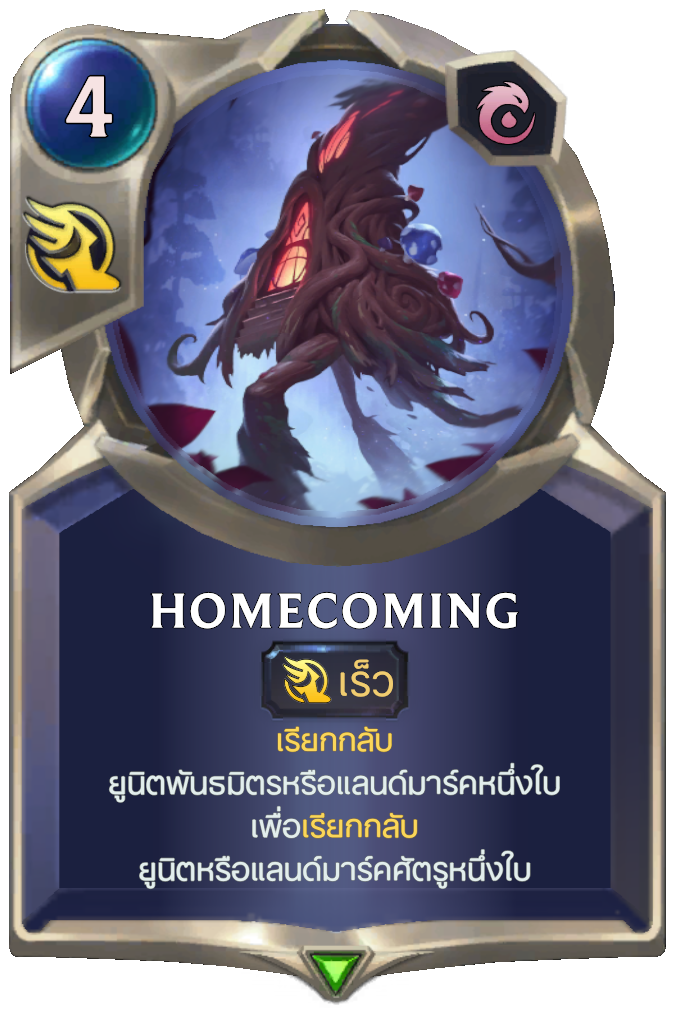 4
HOMECOMING
เร็ว
เรียกกลับ
ยูนิตพันธมิตรหรือแลนด์มาร์คหนึ่งใบ
เพื่อเรียกกลับ
ยูนิตหรือแลนด์มาร์คศัตรูหนึ่งใบ